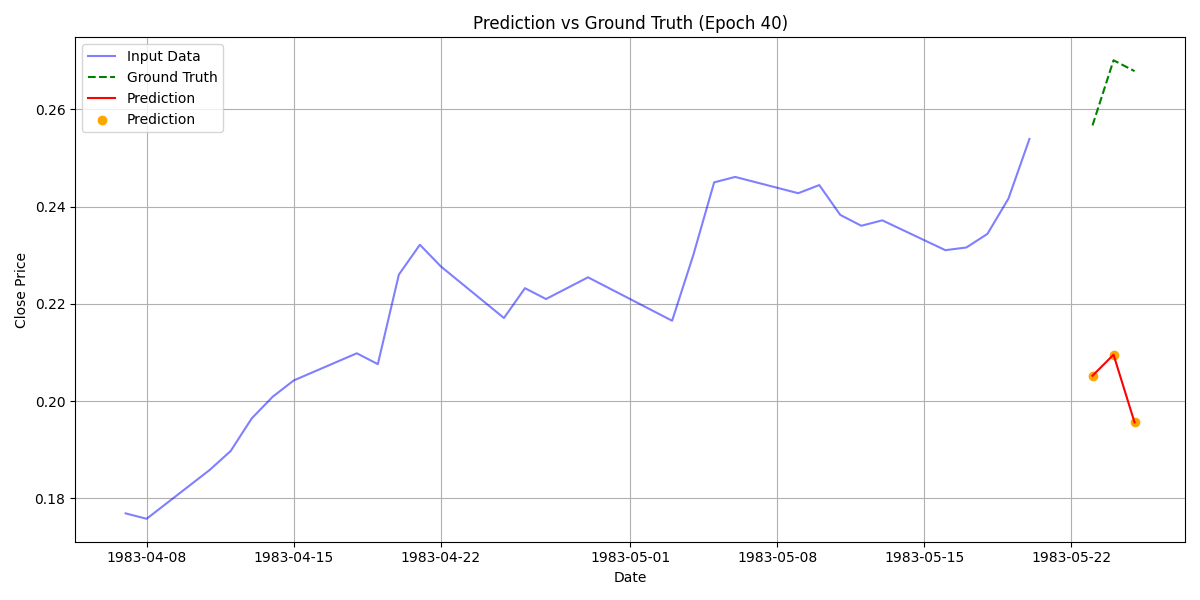 Prediction vs Ground Truth (Epoch 40)
Input Data
Ground Truth
Prediction
Prediction
Close Price
0.26
0.24
0.22
0.20
0.18
1983-04-08 1983-04-15 1983-04-22 1983-05-01 1983-05-08 1983-05-15 1983-05-22
Date